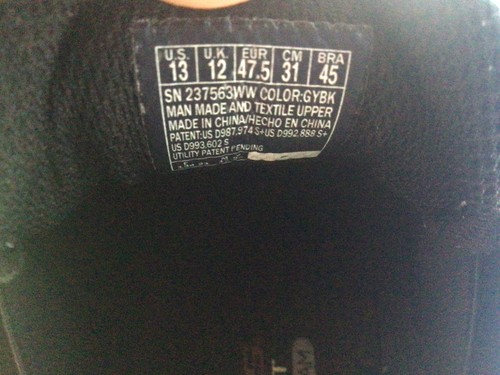 U.S. U.K. EUR CM BRA
13 12 47.5 31 45
SN 237563WW COLOR:GYBK
MAN MADE AND TEXTILE UPPER
MADE IN CHINA/HECHO EN CHINA
PATENT:US D987,974 S+US D992,888 S+
US D993,602 S
UTILITY PATENT PENDING